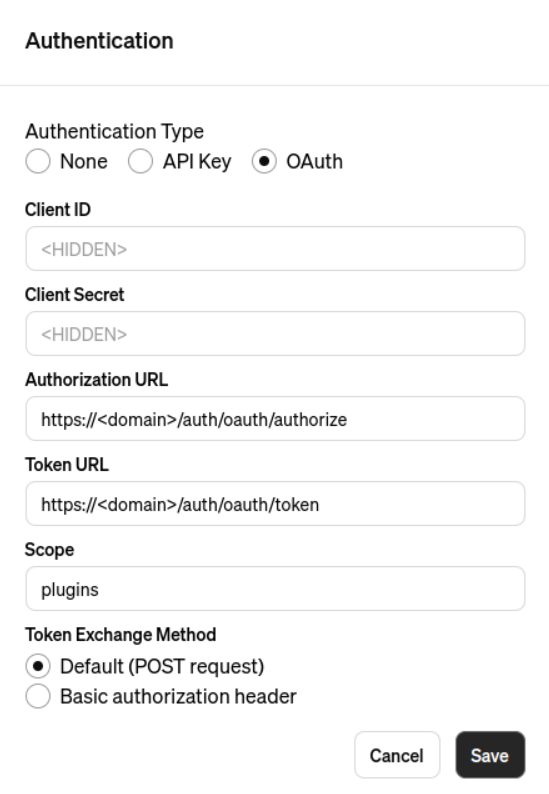 Authentication
Authentication Type
None API Key OAuth
Client ID
<HIDDEN>
Client Secret
<HIDDEN>
Authorization URL
https://<domain>/auth/oauth/authorize
Token URL
https://<domain>/auth/oauth/token
Scope
plugins
Token Exchange Method
Default (POST request)
Basic authorization header
Cancel Save